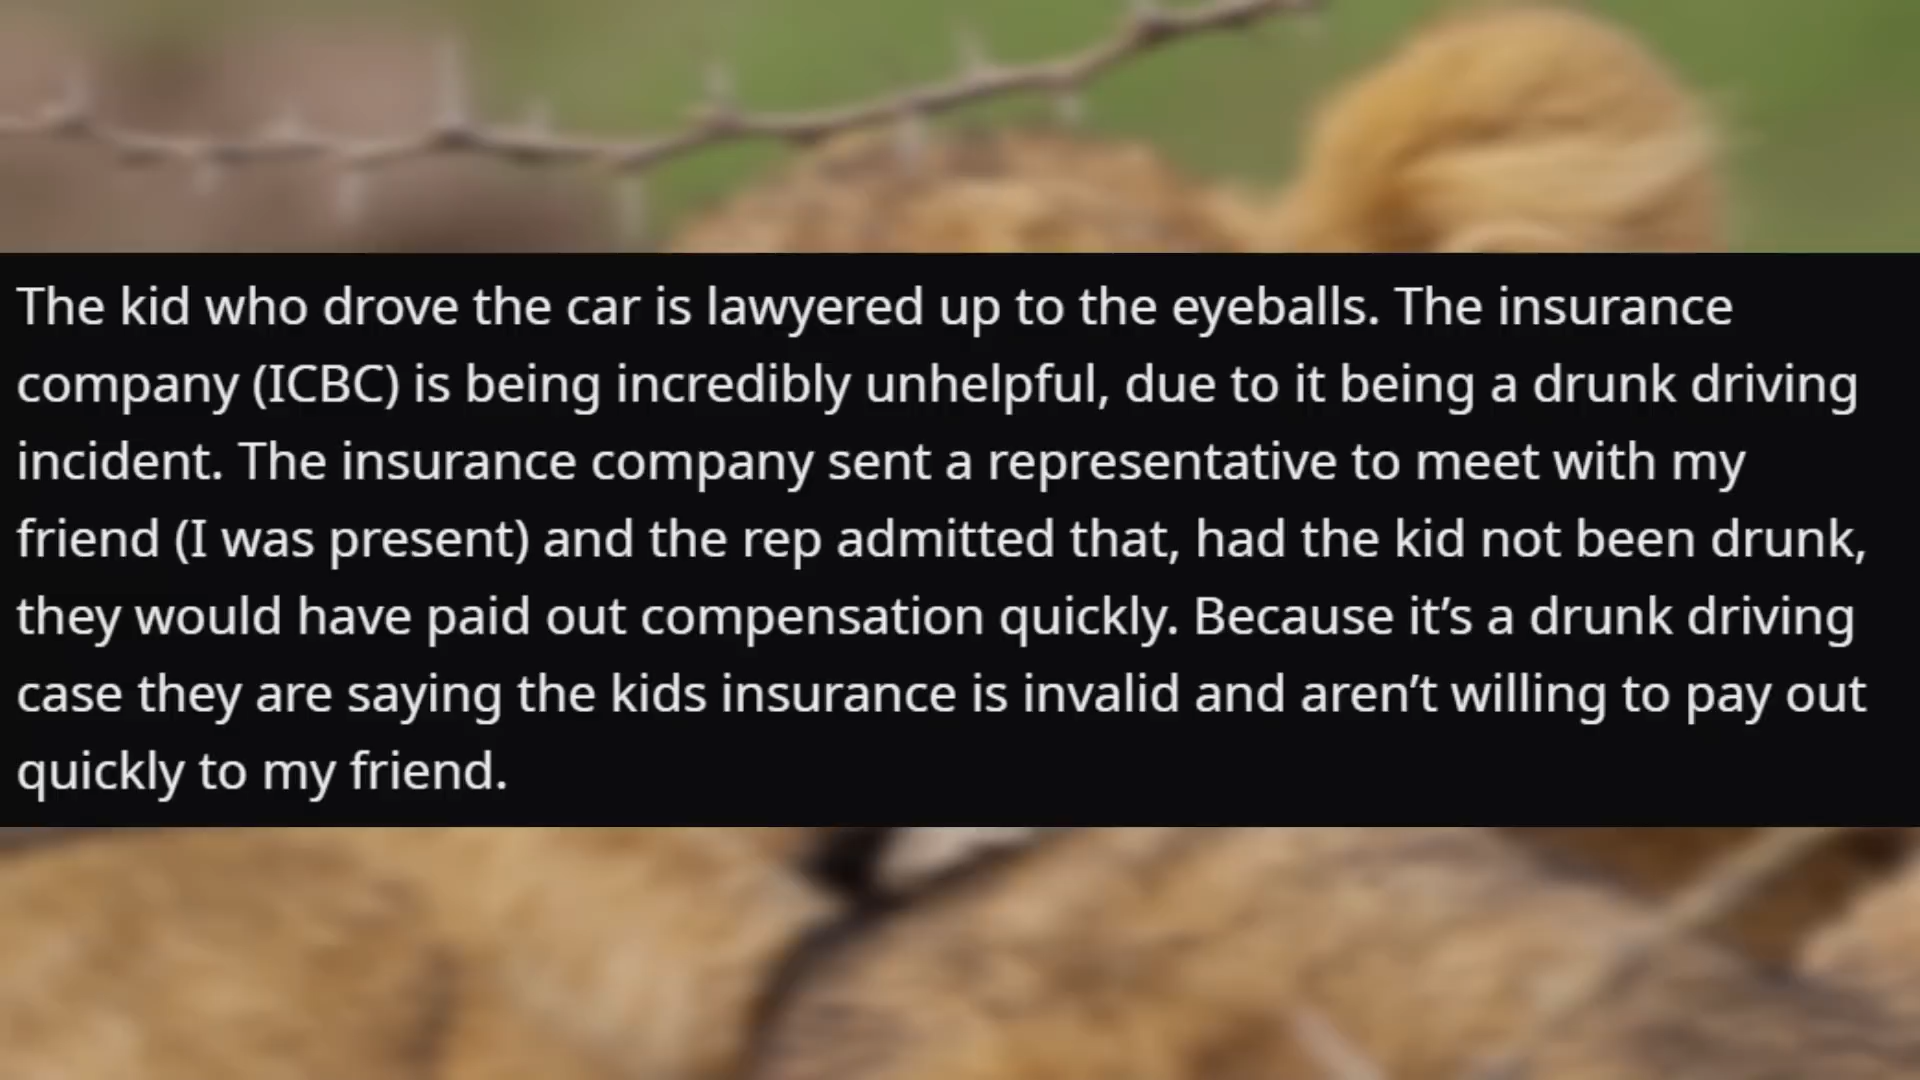 The kid who drove the car is lawyered up to the eyeballs. The insurance
company (ICBC) is being incredibly unhelpful, due to it being a drunk driving
incident. The insurance company sent a representative to meet with my
friend (I was present) and the rep admitted that, had the kid not been drunk,
they would have paid out compensation quickly. Because it’s a drunk driving
case they are saying the kids insurance is invalid and aren’t willing to pay out
quickly to my friend.